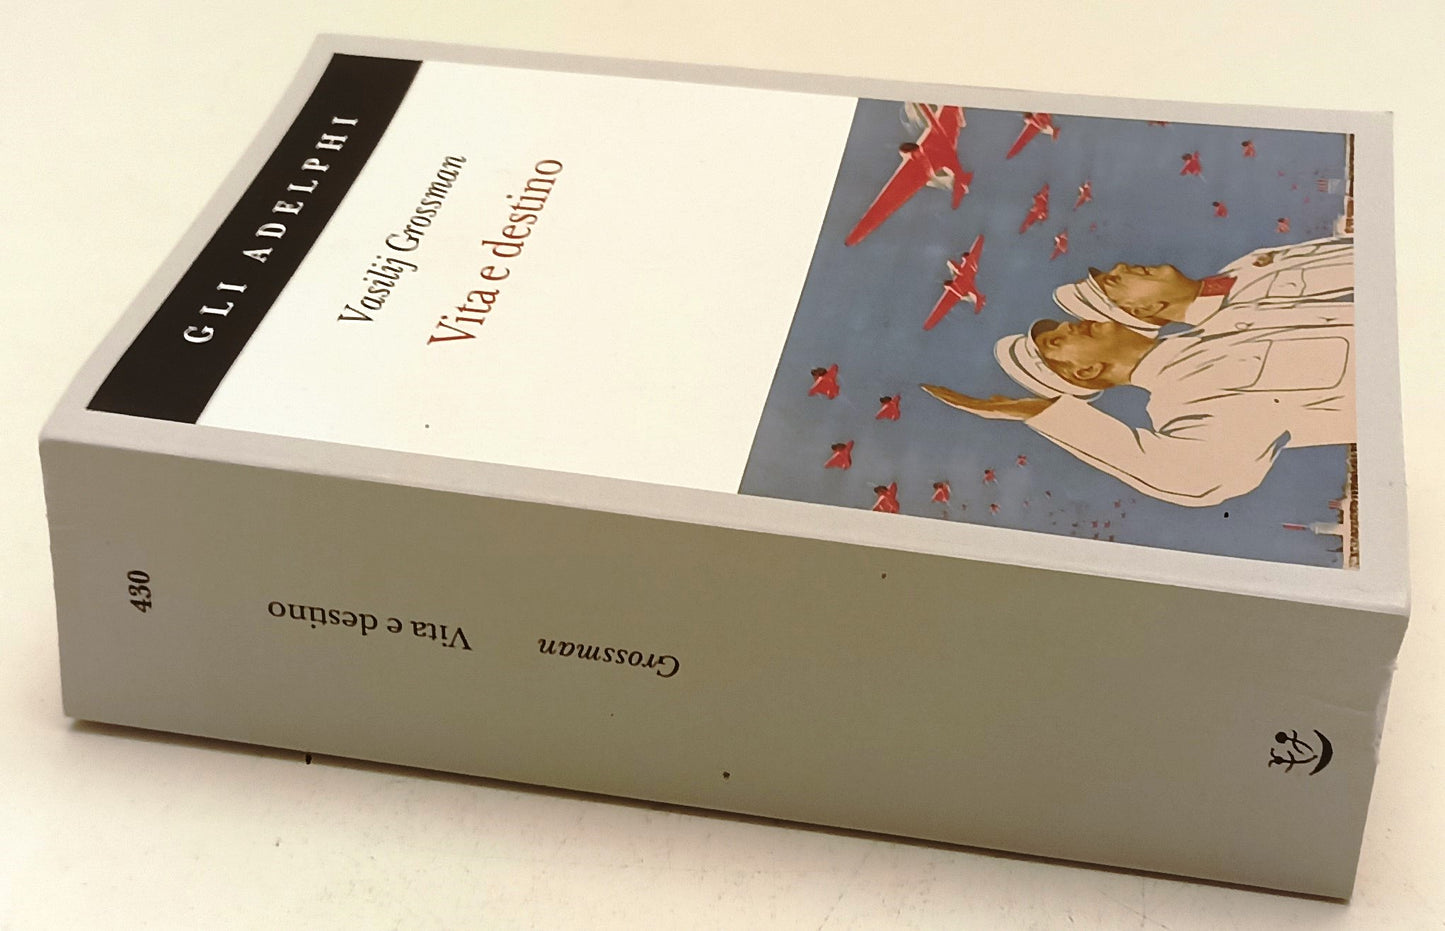 GLI ADELPHI
Vasilij Grossman
Vita e destino
Grossman Vita e destino
430